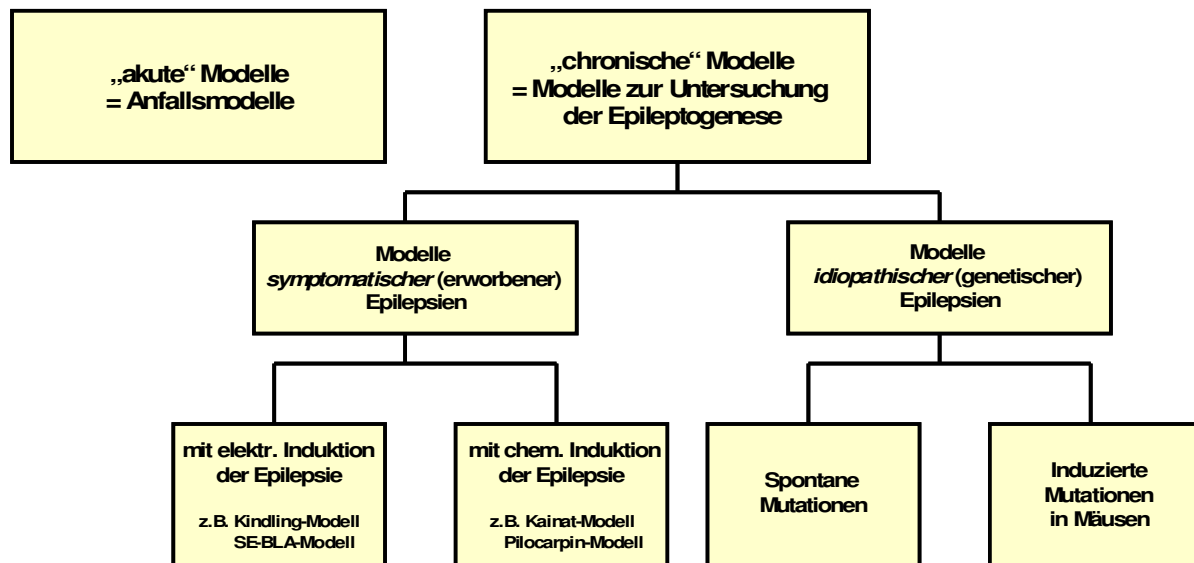 „akute“ Modelle
= Anfallsmodelle
„chronische“ Modelle
= Modelle zur Untersuchung
der Epileptogenese
Modelle
symptomatischer (erworbener)
Epilepsien
Modelle
idiopathischer (genetischer)
Epilepsien
mit elektr. Induktion
der Epilepsie
z.B. Kindling-Modell
SE-BLA-Modell
mit chem. Induktion
der Epilepsie
z.B. Kainat-Modell
Pilocarpin-Modell
Spontane
Mutationen
Induzierte
Mutationen
in Mäusen